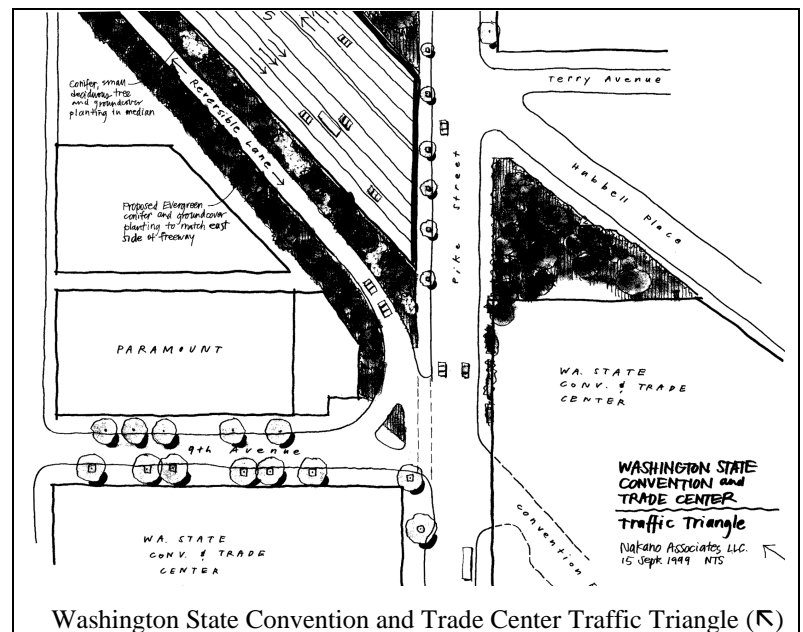 Conifer, small
deciduous tree
and groundcover
planting in median
Reversible Lane
Terry Avenue
Pike Street
Hubbell Place
Proposed Evergreen
conifer and groundcover
planting to match east
side of freeway
PARAMOUNT
WA. STATE
CONV. & TRADE
CENTER
9th Avenue
WASHINGTON STATE
CONVENTION and
TRADE CENTER
Traffic Triangle
Nakano Associates, LLC.
15 Sept. 1999 NTS
WA. STATE
CONV. & TRADE
CENTER
Convention
Washington State Convention and Trade Center Traffic Triangle (↖)